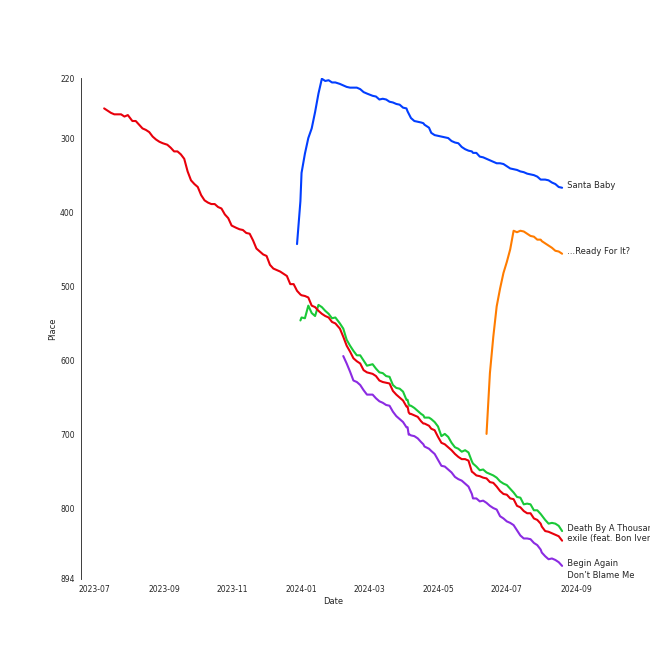 220
300
400
500
600
700
800
894
Place
2023-07
2023-09
2023-11
2024-01
2024-03
2024-05
2024-07
2024-09
Date
Santa Baby
...Ready For It?
Death By A Thousan
exile (feat. Bon Iver
Begin Again
Don't Blame Me